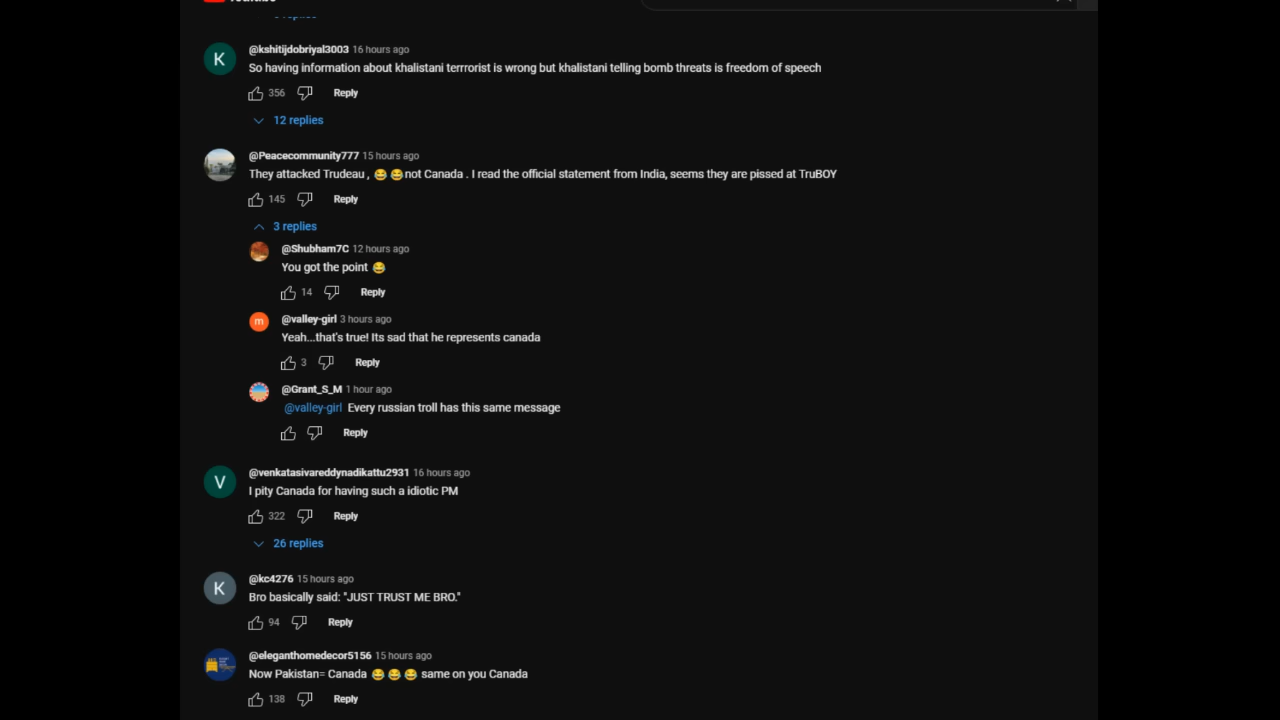 @kshitijdobriyal3003 16 hours ago
K
So having information about khalistani terrrorist is wrong but khalistani telling bomb threats is freedom of speech
356 Reply
12 replies
@Peacecommunity777 15 hours ago
They attacked Trudeau , 😂 😂not Canada . I read the official statement from India, seems they are pissed at TruBOY
145 Reply
3 replies
@Shubham7C 12 hours ago
You got the point 😂
14 Reply
@valley-girl 3 hours ago
m
Yeah...that's true! Its sad that he represents canada
3 Reply
@Grant_S_M 1 hour ago
@valley-girl Every russian troll has this same message
Reply
@venkatasivareddynadikattu2931 16 hours ago
V
I pity Canada for having such a idiotic PM
322 Reply
26 replies
@kc4276 15 hours ago
K
Bro basically said: "JUST TRUST ME BRO."
94 Reply
@eleganthomedecor5156 15 hours ago
Now Pakistan= Canada 😂 😂 😂 same on you Canada
138 Reply